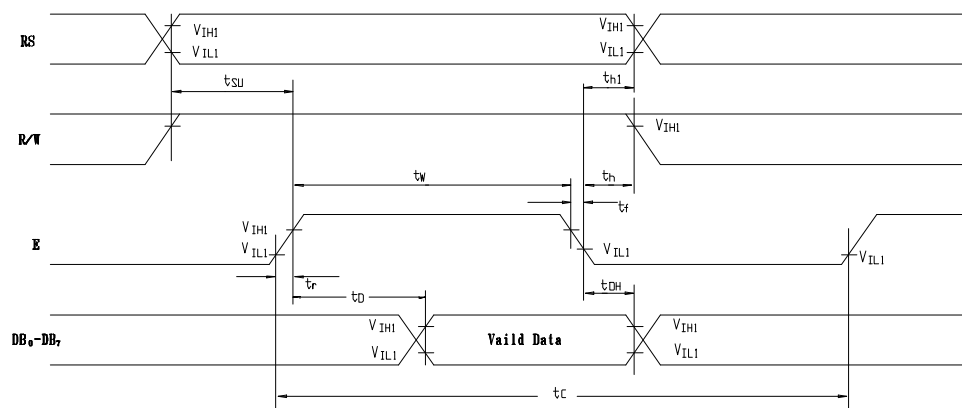 RS
VIH1
VIL1
VIH1
VIL1
tSU
th1
R/W
VIH1
tW
th
tf
E
VIH1
VIL1
VIL1
VIL1
tr
tD
tDH
DB0-DB7
VIH1
VIL1
Vaild Data
VIH1
VIL1
tC